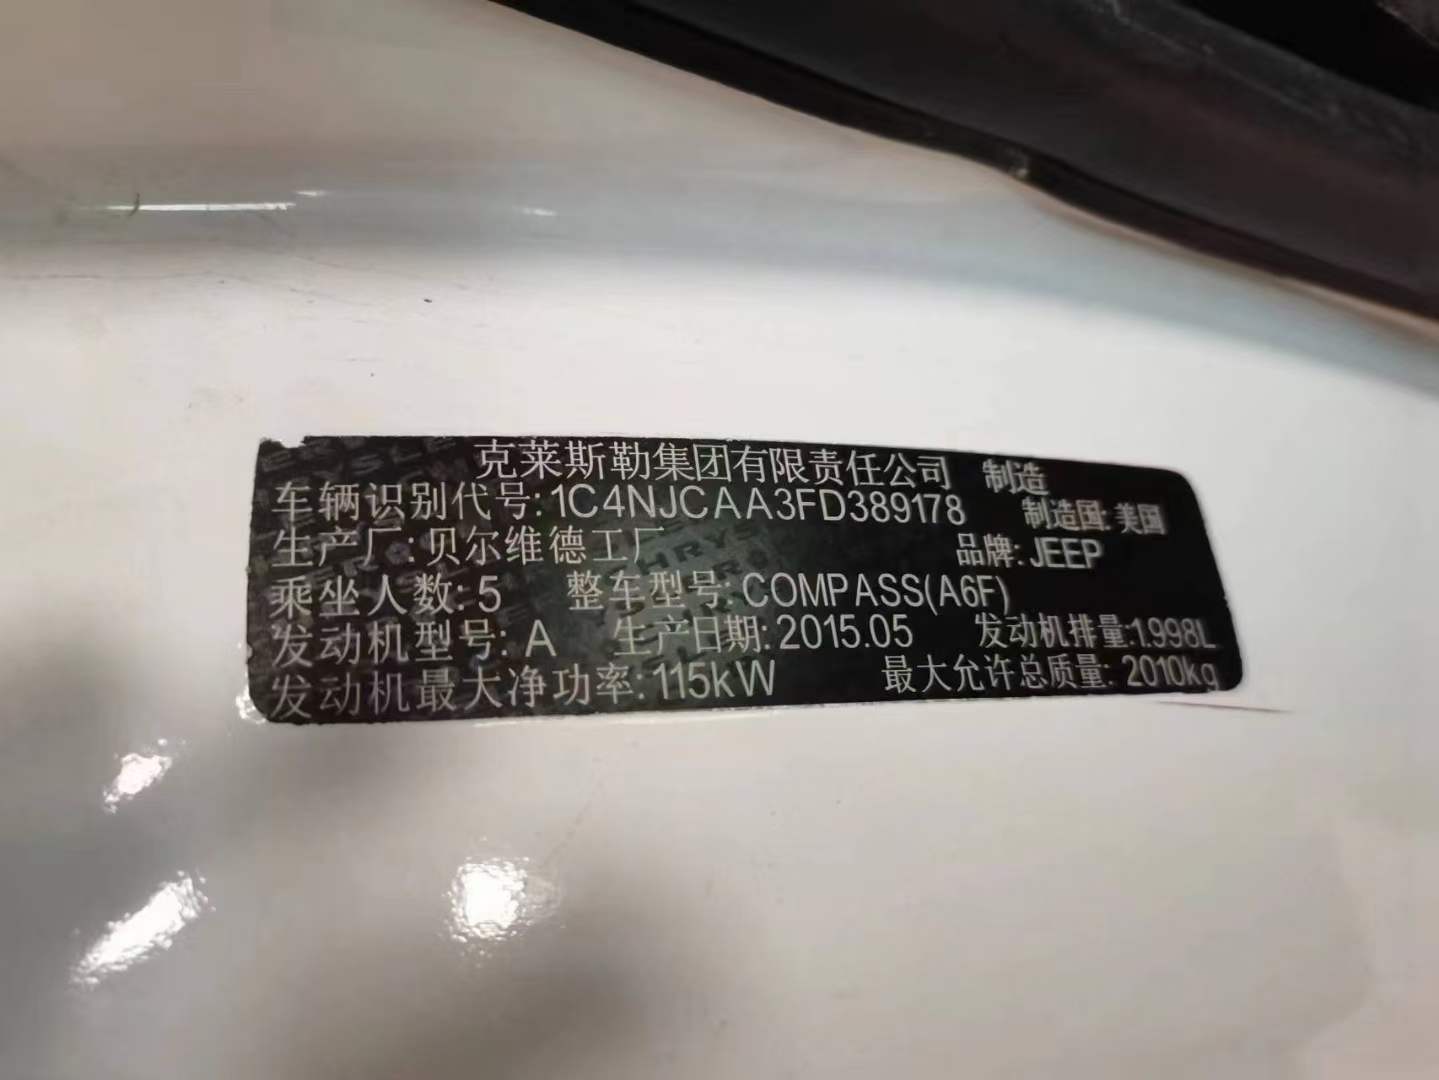 克莱斯勒集团有限责任公司 制造
车辆识别代号:1C4NJCAA3FD389178 制造国:美国
生产厂:贝尔维德工厂 品牌:JEEP
乘坐人数:5 整车型号:COMPASS(A6F)
发动机型号:A 生产日期:2015.05 发动机排量:1.998L
发动机最大净功率:115kW 最大允许总质量:2010kg